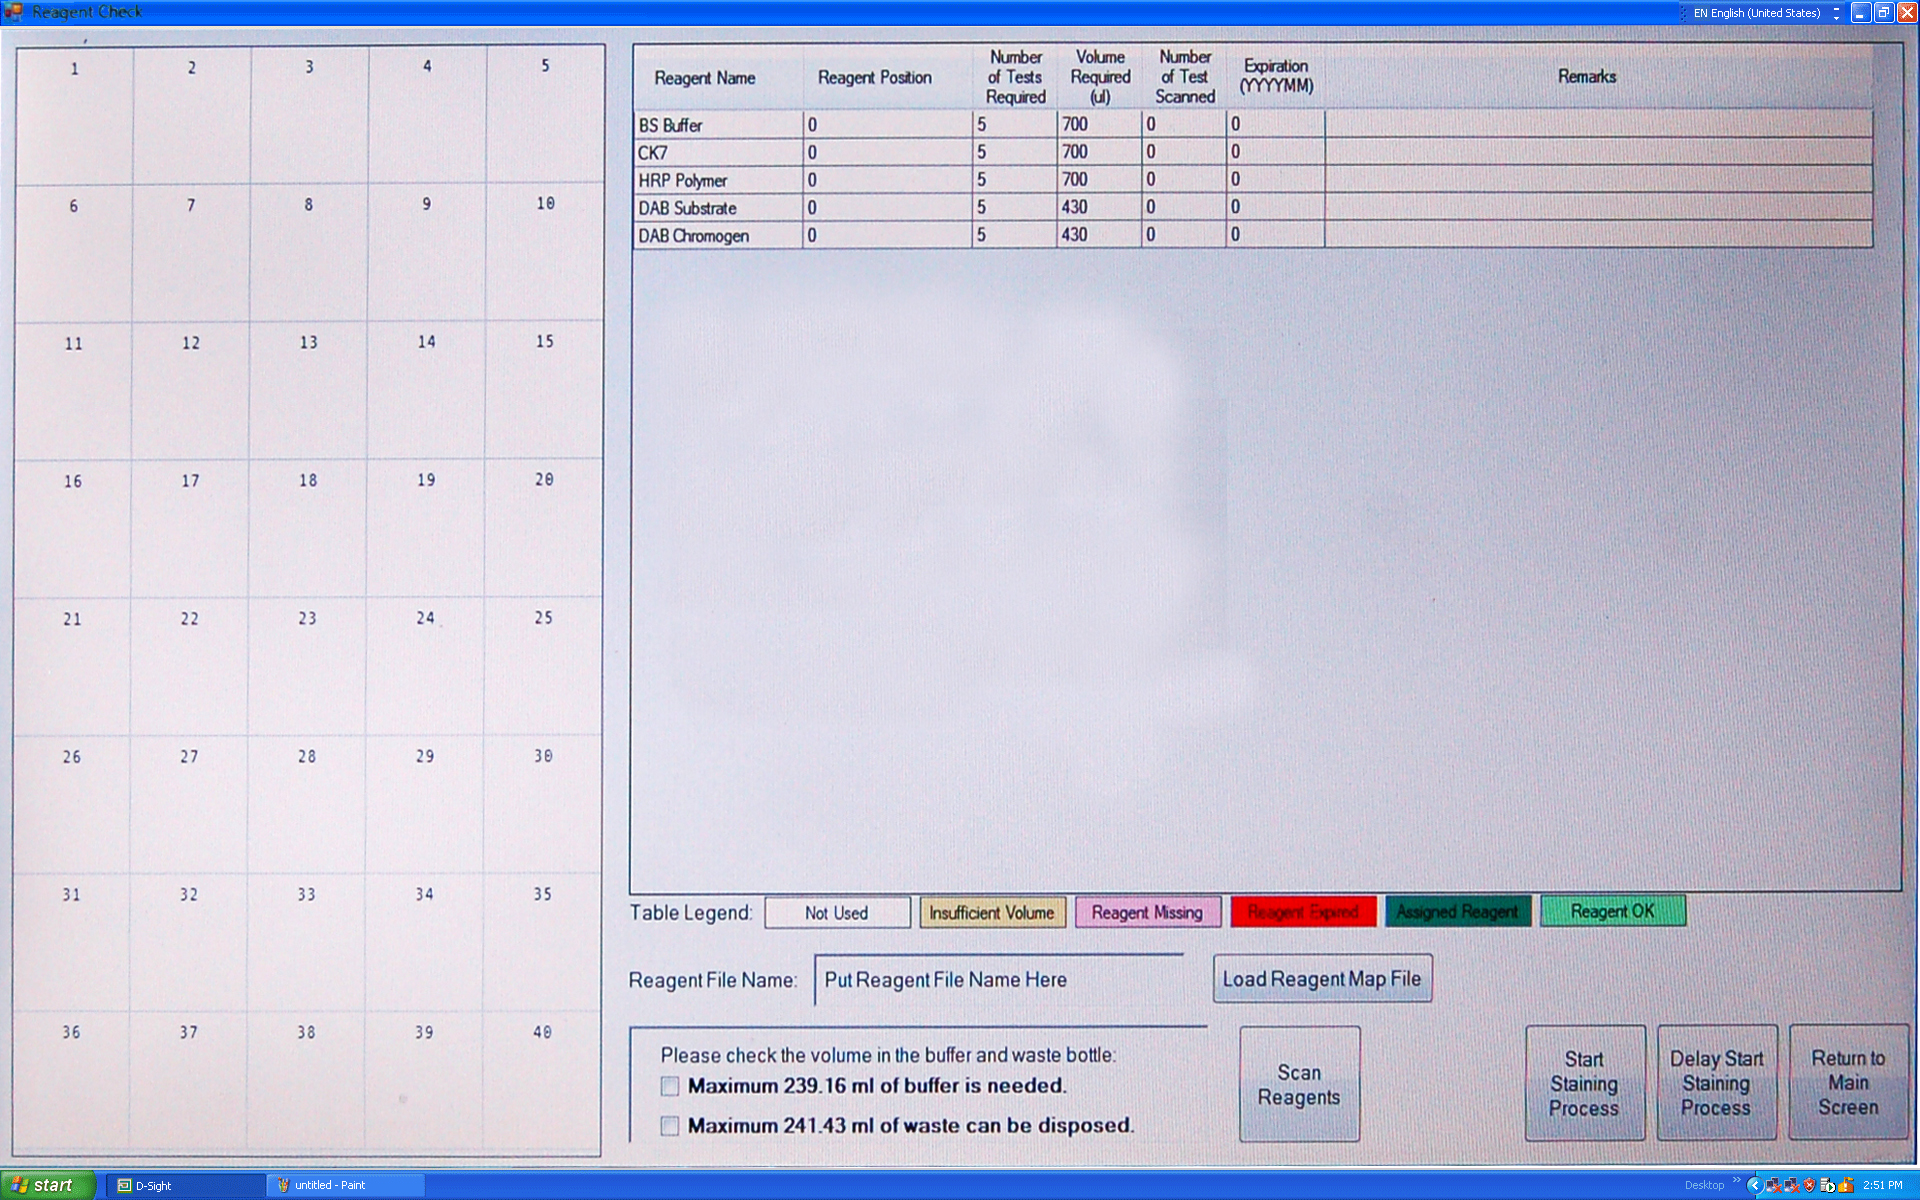 Reagent Check
EN English (United States)
1 2 3 4 5
6 7 8 9 10
11 12 13 14 15
16 17 18 19 20
21 22 23 24 25
26 27 28 29 30
31 32 33 34 35
36 37 38 39 40
Reagent Name Reagent Position Number of Tests Required Volume Required (ul) Number of Test Scanned Expiration (YYYYMM) Remarks
BS Buffer 0 5 700 0 0
CK7 0 5 700 0 0
HRP Polymer 0 5 700 0 0
DAB Substrate 0 5 430 0 0
DAB Chromogen 0 5 430 0 0
Table Legend: Not Used Insufficient Volume Reagent Missing Reagent Expired Assigned Reagent Reagent OK
Reagent File Name: Put Reagent File Name Here Load Reagent Map File
Please check the volume in the buffer and waste bottle:
Maximum 239.16 ml of buffer is needed.
Maximum 241.43 ml of waste can be disposed.
Scan
Reagents
Start
Staining
Process
Delay Start
Staining
Process
Return to
Main
Screen
start D-Sight untitled - Paint Desktop » 2:51 PM